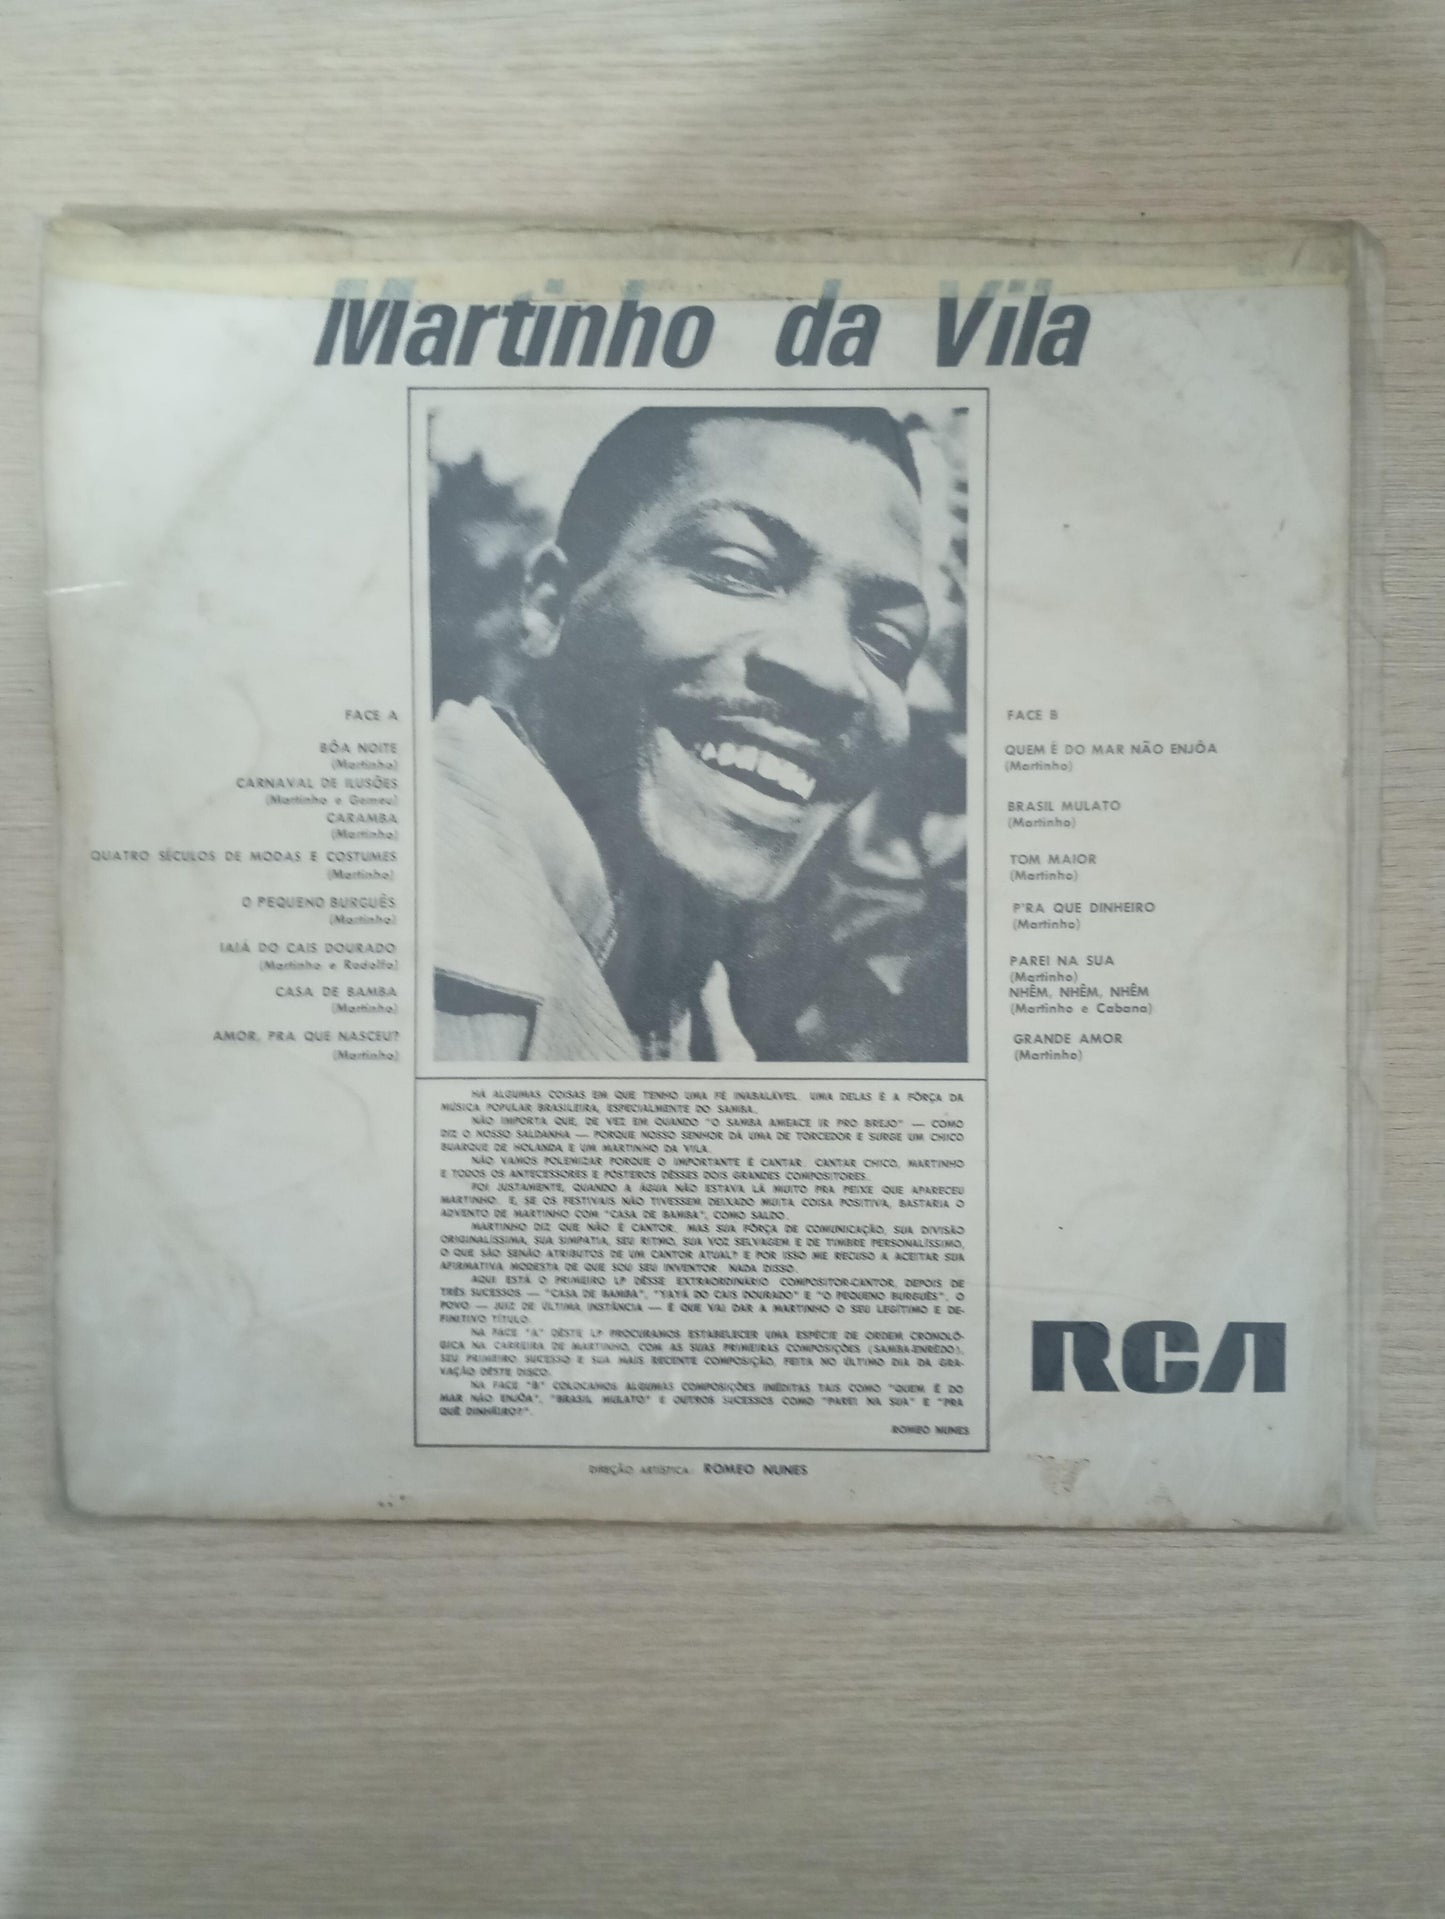 Martinho da Vila
FACE A
BÔA NOITE
(Martinho)
CARNAVAL DE ILUSÕES
(Martinho e Gemeu)
CARAMBA
(Martinho)
QUATRO SÉCULOS DE MODAS E COSTUMES
(Martinho)
O PEQUENO BURGUÊS
(Martinho)
IAIÁ DO CAIS DOURADO
(Martinho e Rodolfo)
CASA DE BAMBA
(Martinho)
AMOR, PRA QUE NASCEU?
(Martinho)
FACE B
QUEM É DO MAR NÃO ENJÔA
(Martinho)
BRASIL MULATO
(Martinho)
TOM MAIOR
(Martinho)
P'RA QUE DINHEIRO
(Martinho)
PAREI NA SUA
(Martinho)
NHÊM, NHÊM, NHÊM
(Martinho e Cabana)
GRANDE AMOR
(Martinho)
HÁ ALGUMAS COISAS EM QUE TENHO UMA FÉ INABALÁVEL. UMA DELAS É A FÔRÇA DA
MÚSICA POPULAR BRASILEIRA, ESPECIALMENTE DO SAMBA.
NÃO IMPORTA QUE, DE VEZ EM QUANDO "O SAMBA AMEACE IR PRO BREJO" — COMO
DIZ O NOSSO SALDANHA — PORQUE NOSSO SENHOR DÁ UMA DE TORCEDOR E SURGE UM CHICO
BUARQUE DE HOLANDA E UM MARTINHO DA VILA.
NÃO VAMOS POLEMIZAR PORQUE O IMPORTANTE É CANTAR. CANTAR CHICO, MARTINHO
E TODOS OS ANTECESSORES E PÓSTEROS DÊSSES DOIS GRANDES COMPOSITORES.
FOI JUSTAMENTE, QUANDO A ÁGUA NÃO ESTAVA LÁ MUITO PRA PEIXE QUE APARECEU
MARTINHO. E, SE OS FESTIVAIS NÃO TIVESSEM DEIXADO MUITA COISA POSITIVA, BASTARIA O
ADVENTO DE MARTINHO COM "CASA DE BAMBA", COMO SALDO.
MARTINHO DIZ QUE NÃO É CANTOR. MAS SUA FÔRÇA DE COMUNICAÇÃO, SUA DIVISÃO
ORIGINALÍSSIMA, SUA SIMPATIA, SEU RITMO, SUA VOZ SELVAGEM E DE TIMBRE PERSONALÍSSIMO,
O QUE SÃO SENÃO ATRIBUTOS DE UM CANTOR ATUAL? E POR ISSO ME RECUSO A ACEITAR SUA
AFIRMATIVA MODESTA DE QUE SOU SEU INVENTOR. NADA DISSO.
AQUI ESTÁ O PRIMEIRO LP DÊSSE EXTRAORDINÁRIO COMPOSITOR-CANTOR, DEPOIS DE
TRÊS SUCESSOS — "CASA DE BAMBA", "YAYÁ DO CAIS DOURADO" E "O PEQUENO BURGUÊS". O
POVO — JUIZ DE ÚLTIMA INSTÂNCIA — É QUE VAI DAR A MARTINHO O SEU LEGÍTIMO E DE-
FINITIVO TÍTULO.
NA FACE "A" DÊSTE LP PROCURAMOS ESTABELECER UMA ESPÉCIE DE ORDEM CRONOLÓ-
GICA NA CARREIRA DE MARTINHO, COM AS SUAS PRIMEIRAS COMPOSIÇÕES (SAMBA-ENRÊDO),
SEU PRIMEIRO SUCESSO E SUA MAIS RECENTE COMPOSIÇÃO, FEITA NO ÚLTIMO DIA DA GRA-
VAÇÃO DÊSTE DISCO.
NA FACE "B" COLOCAMOS ALGUMAS COMPOSIÇÕES INÉDITAS TAIS COMO "QUEM É DO
MAR NÃO ENJÔA", "BRASIL MULATO" E OUTROS SUCESSOS COMO "PAREI NA SUA" E "PRA
QUÊ DINHEIRO?".
ROMEO NUNES
DIREÇÃO ARTÍSTICA: ROMEO NUNES
RCA